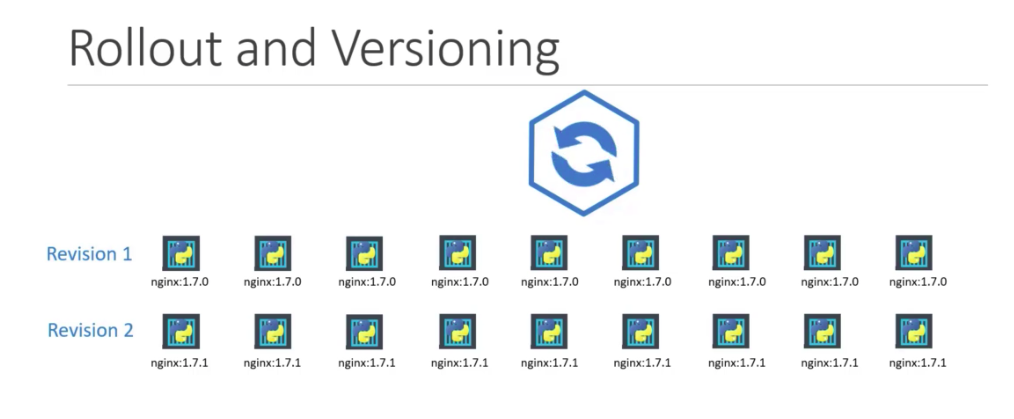 Rollout and Versioning
Revision 1
nginx:1.7.0 nginx:1.7.0 nginx:1.7.0 nginx:1.7.0 nginx:1.7.0 nginx:1.7.0 nginx:1.7.0 nginx:1.7.0 nginx:1.7.0
Revision 2
nginx:1.7.1 nginx:1.7.1 nginx:1.7.1 nginx:1.7.1 nginx:1.7.1 nginx:1.7.1 nginx:1.7.1 nginx:1.7.1 nginx:1.7.1